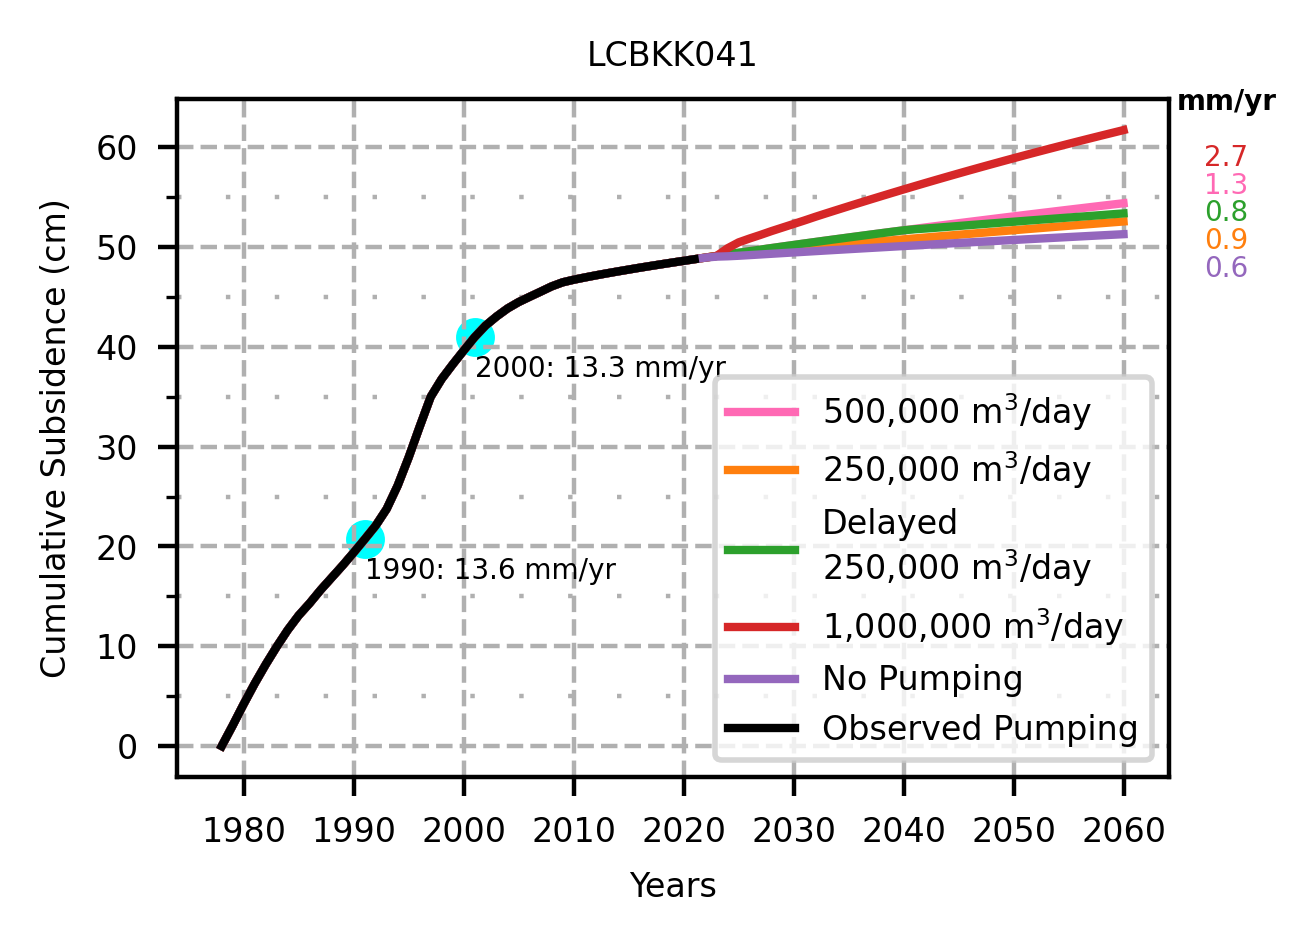 LCBKK041
mm/yr
2.7
1.3
0.8
0.9
0.6
Cumulative Subsidence (cm)
60
50
40
30
20
10
0
2000: 13.3 mm/yr
1990: 13.6 mm/yr
500,000 m³/day
250,000 m³/day
Delayed
250,000 m³/day
1,000,000 m³/day
No Pumping
Observed Pumping
1980 1990 2000 2010 2020 2030 2040 2050 2060
Years